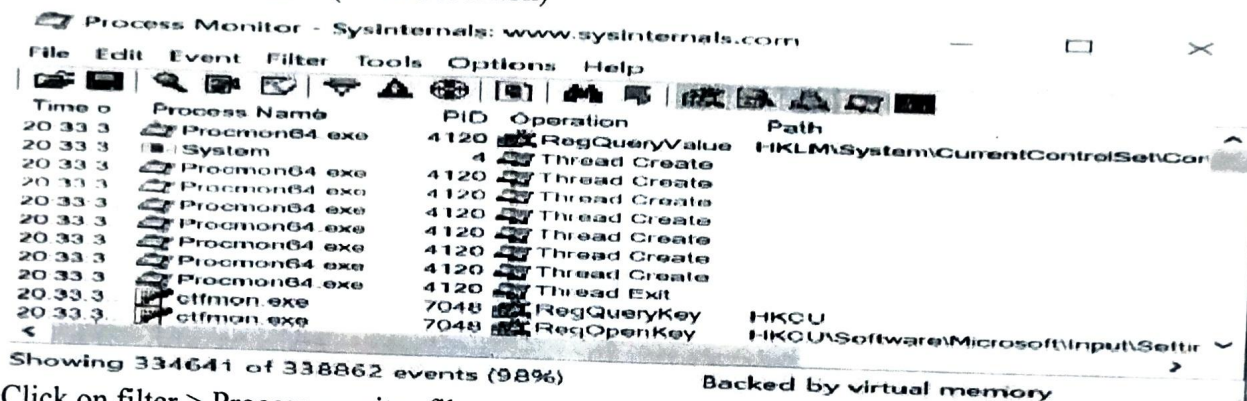 Process Monitor - Sysinternals: www.sysinternals.com
File Edit Event Filter Tools Options Help
Time o Process Name PID Operation Path
20 33 3 Procmon64 exe 4120 RegQueryValue HKLM\System\CurrentControlSet\Con
20 33 3 System 4 Thread Create
20 33 3 Procmon64 exe 4120 Thread Create
20 33 3 Procmon64 exe 4120 Thread Create
20:33:3 Procmon64 exe 4120 Thread Create
20 33 3 Procmon64.exe 4120 Thread Create
20.33 3 Procmon64 exe 4120 Thread Create
20:33 3 Procmon64 exe 4120 Thread Create
20 33 3 Procmon64.exe 4120 Thread Exit
20.33.3.. ctfmon.exe 7048 RegQueryKey HKCU
20 33.3. ctfmon.exe 7048 RegOpenKey HKCU\Software\Microsoft\Input\Settin
Showing 334641 of 338862 events (98%) Backed by virtual memory
Click on filter >